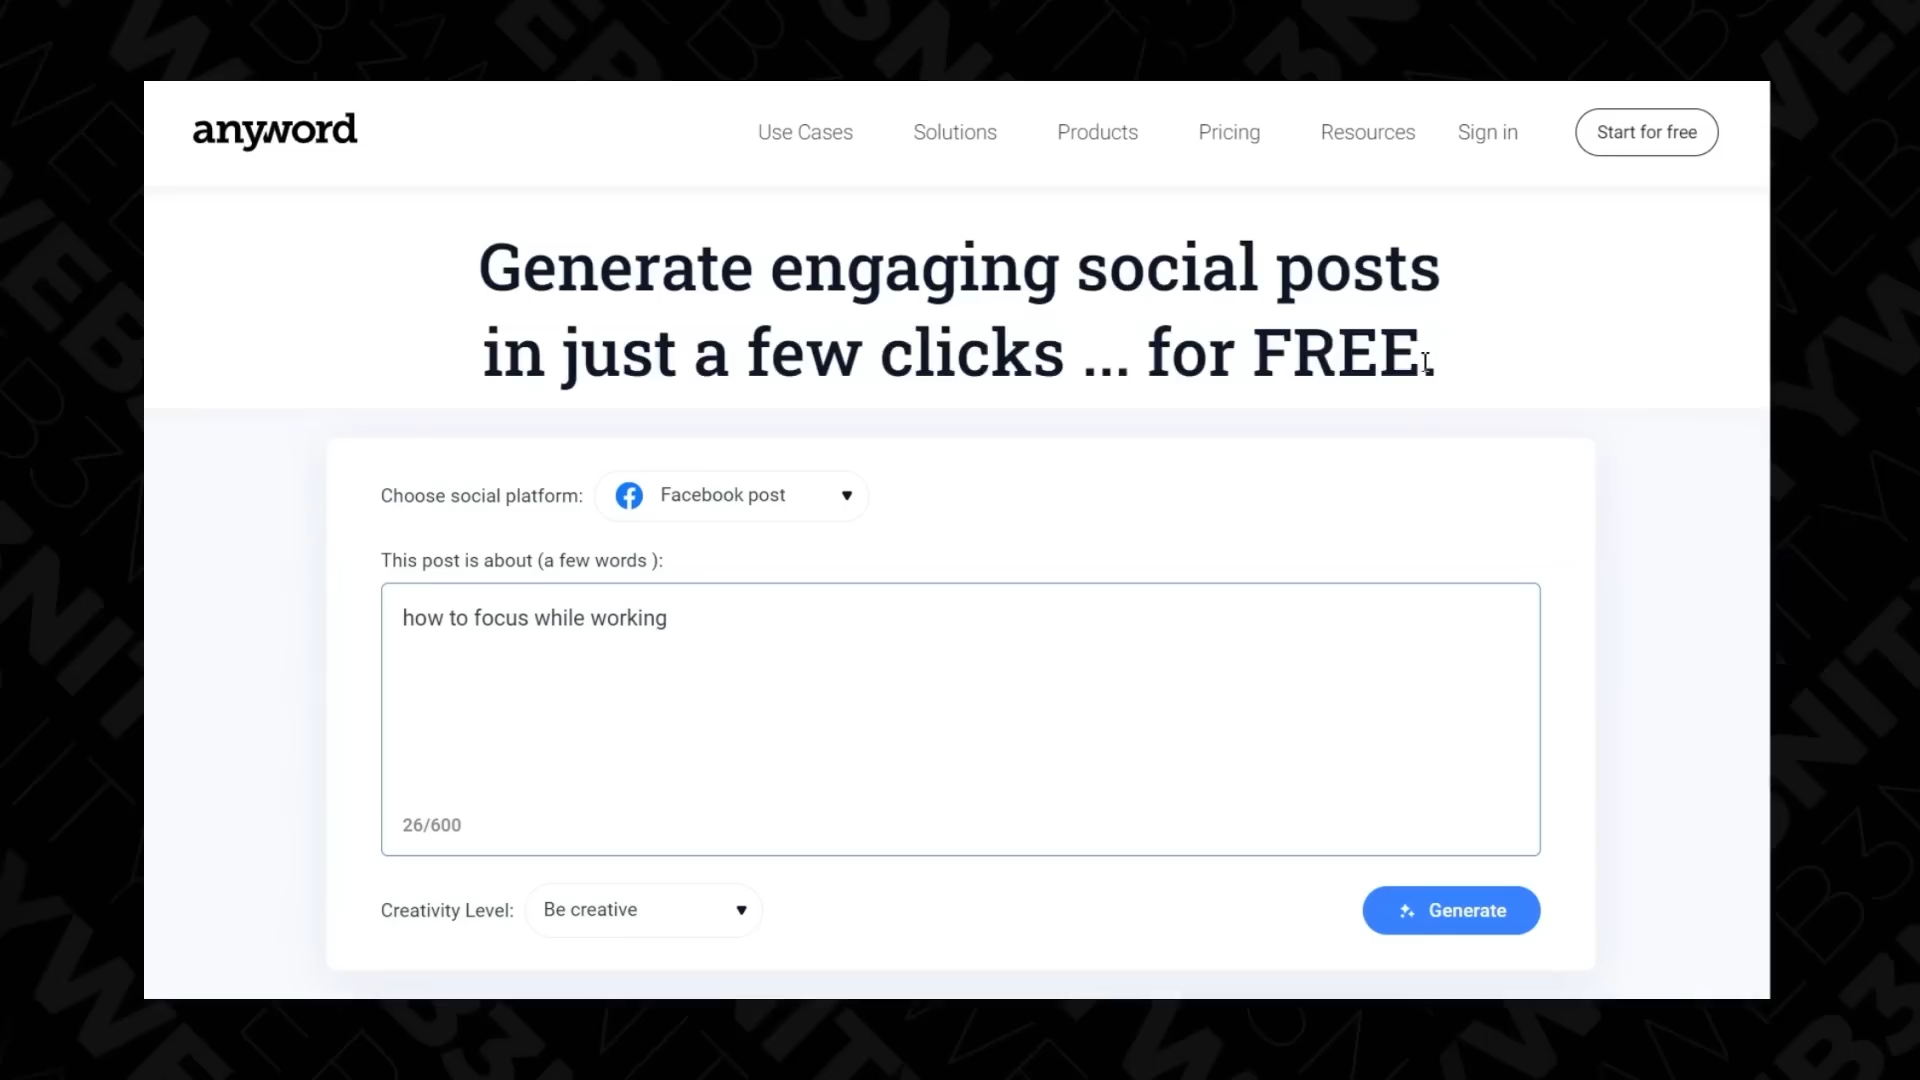 anyword
Use Cases Solutions Products Pricing Resources Sign in Start for free
Generate engaging social posts
in just a few clicks ... for FREE.
Choose social platform: Facebook post
This post is about (a few words ):
how to focus while working
26/600
Creativity Level: Be creative
Generate